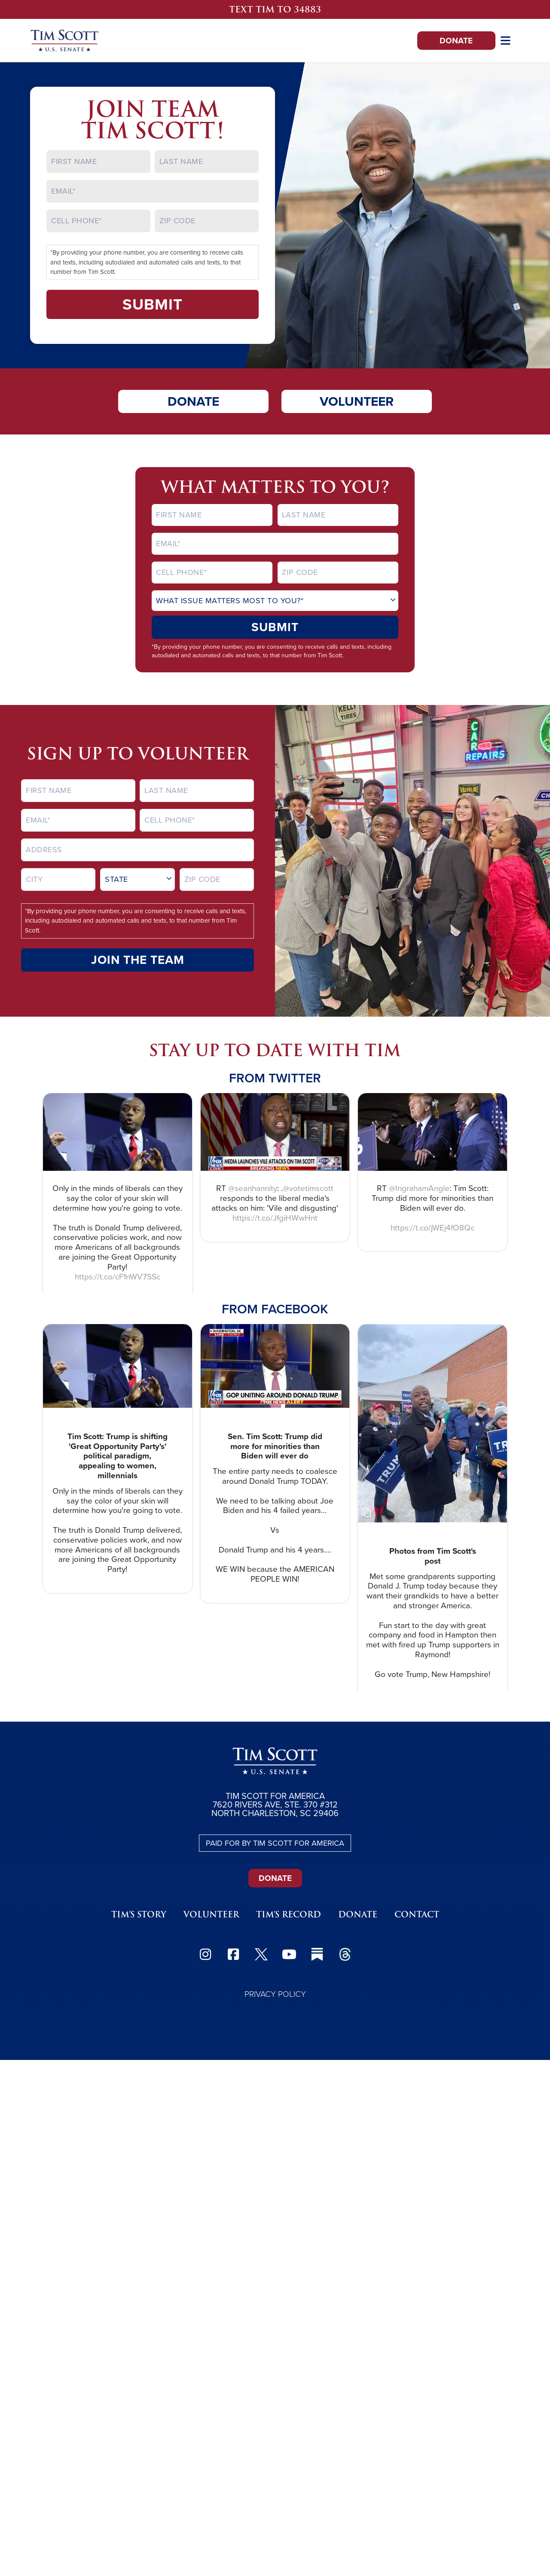 TEXT TIM TO 34883
TIM SCOTT
★ U.S. SENATE ★
DONATE
JOIN TEAM
TIM SCOTT!
FIRST NAME
LAST NAME
EMAIL*
CELL PHONE*
ZIP CODE
*By providing your phone number, you are consenting to receive calls
and texts, including autodialed and automated calls and texts, to that
number from Tim Scott.
SUBMIT
DONATE
VOLUNTEER
WHAT MATTERS TO YOU?
FIRST NAME
LAST NAME
EMAIL*
CELL PHONE*
ZIP CODE
WHAT ISSUE MATTERS MOST TO YOU?*
SUBMIT
*By providing your phone number, you are consenting to receive calls and texts, including
autodialed and automated calls and texts, to that number from Tim Scott.
KELLY
TIRES
CAR
REPAIRS
VALVOLINE
SIGN UP TO VOLUNTEER
FIRST NAME
LAST NAME
EMAIL*
CELL PHONE*
ADDRESS
CITY
STATE
ZIP CODE
*By providing your phone number, you are consenting to receive calls and texts,
including autodialed and automated calls and texts, to that number from Tim
Scott.
JOIN THE TEAM
STAY UP TO DATE WITH TIM
FROM TWITTER
Only in the minds of liberals can they
say the color of your skin will
determine how you're going to vote.
The truth is Donald Trump delivered,
conservative policies work, and now
more Americans of all backgrounds
are joining the Great Opportunity
Party!
https://t.co/cF1nWV7SSc
MEDIA LAUNCHES VILE ATTACKS ON TIM SCOTT
BREAKING NEWS
RT @seanhannity: .@votetimscott
responds to the liberal media's
attacks on him: 'Vile and disgusting'
https://t.co/JfgiHWwHnt
RT @IngrahamAngle: Tim Scott:
Trump did more for minorities than
Biden will ever do.
https://t.co/jWEj4fO8Qc
FROM FACEBOOK
Tim Scott: Trump is shifting
'Great Opportunity Party's'
political paradigm,
appealing to women,
millennials
Only in the minds of liberals can they
say the color of your skin will
determine how you're going to vote.
The truth is Donald Trump delivered,
conservative policies work, and now
more Americans of all backgrounds
are joining the Great Opportunity
Party!
GOP UNITING AROUND DONALD TRUMP
Sen. Tim Scott: Trump did
more for minorities than
Biden will ever do
The entire party needs to coalesce
around Donald Trump TODAY.
We need to be talking about Joe
Biden and his 4 failed years...
Vs
Donald Trump and his 4 years....
WE WIN because the AMERICAN
PEOPLE WIN!
TRUMP
Photos from Tim Scott's
post
Met some grandparents supporting
Donald J. Trump today because they
want their grandkids to have a better
and stronger America.
Fun start to the day with great
company and food in Hampton then
met with fired up Trump supporters in
Raymond!
Go vote Trump, New Hampshire!
TIM SCOTT
★ U.S. SENATE ★
TIM SCOTT FOR AMERICA
7620 RIVERS AVE, STE. 370 #312
NORTH CHARLESTON, SC 29406
PAID FOR BY TIM SCOTT FOR AMERICA
DONATE
TIM'S STORY
VOLUNTEER
TIM'S RECORD
DONATE
CONTACT
PRIVACY POLICY